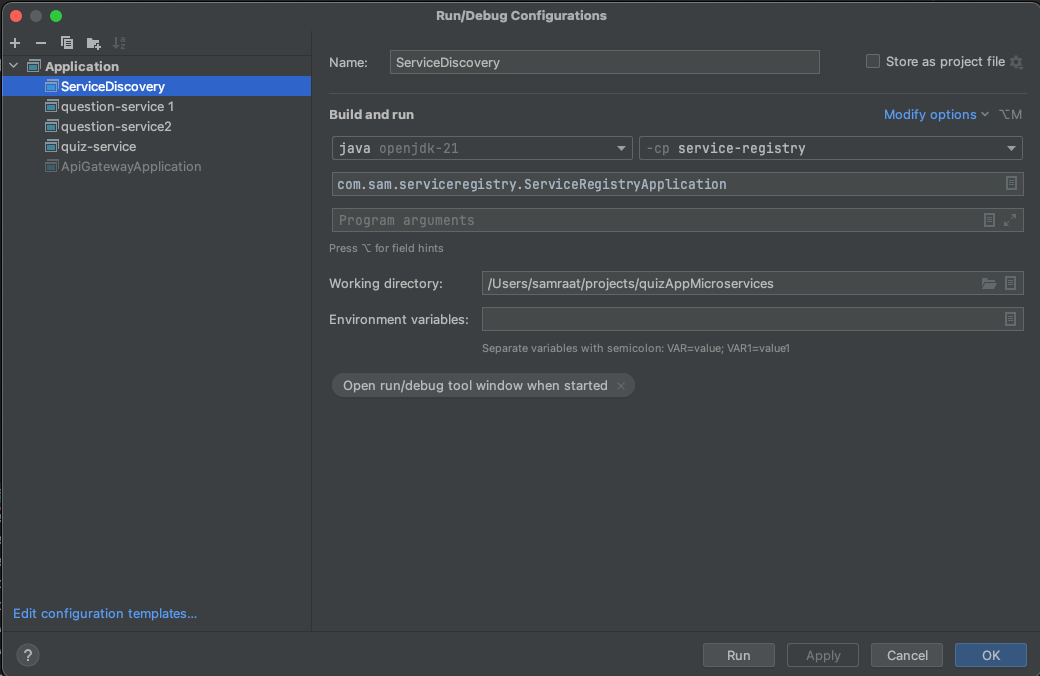 Run/Debug Configurations
Application
ServiceDiscovery
question-service 1
question-service2
quiz-service
ApiGatewayApplication
Edit configuration templates...
?
Name:
ServiceDiscovery
Store as project file
Build and run
Modify options
⌥M
java openjdk-21
-cp service-registry
com.sam.serviceregistry.ServiceRegistryApplication
Program arguments
Press ⌥ for field hints
Working directory:
/Users/samraat/projects/quizAppMicroservices
Environment variables:
Separate variables with semicolon: VAR=value; VAR1=value1
Open run/debug tool window when started ×
Run
Apply
Cancel
OK